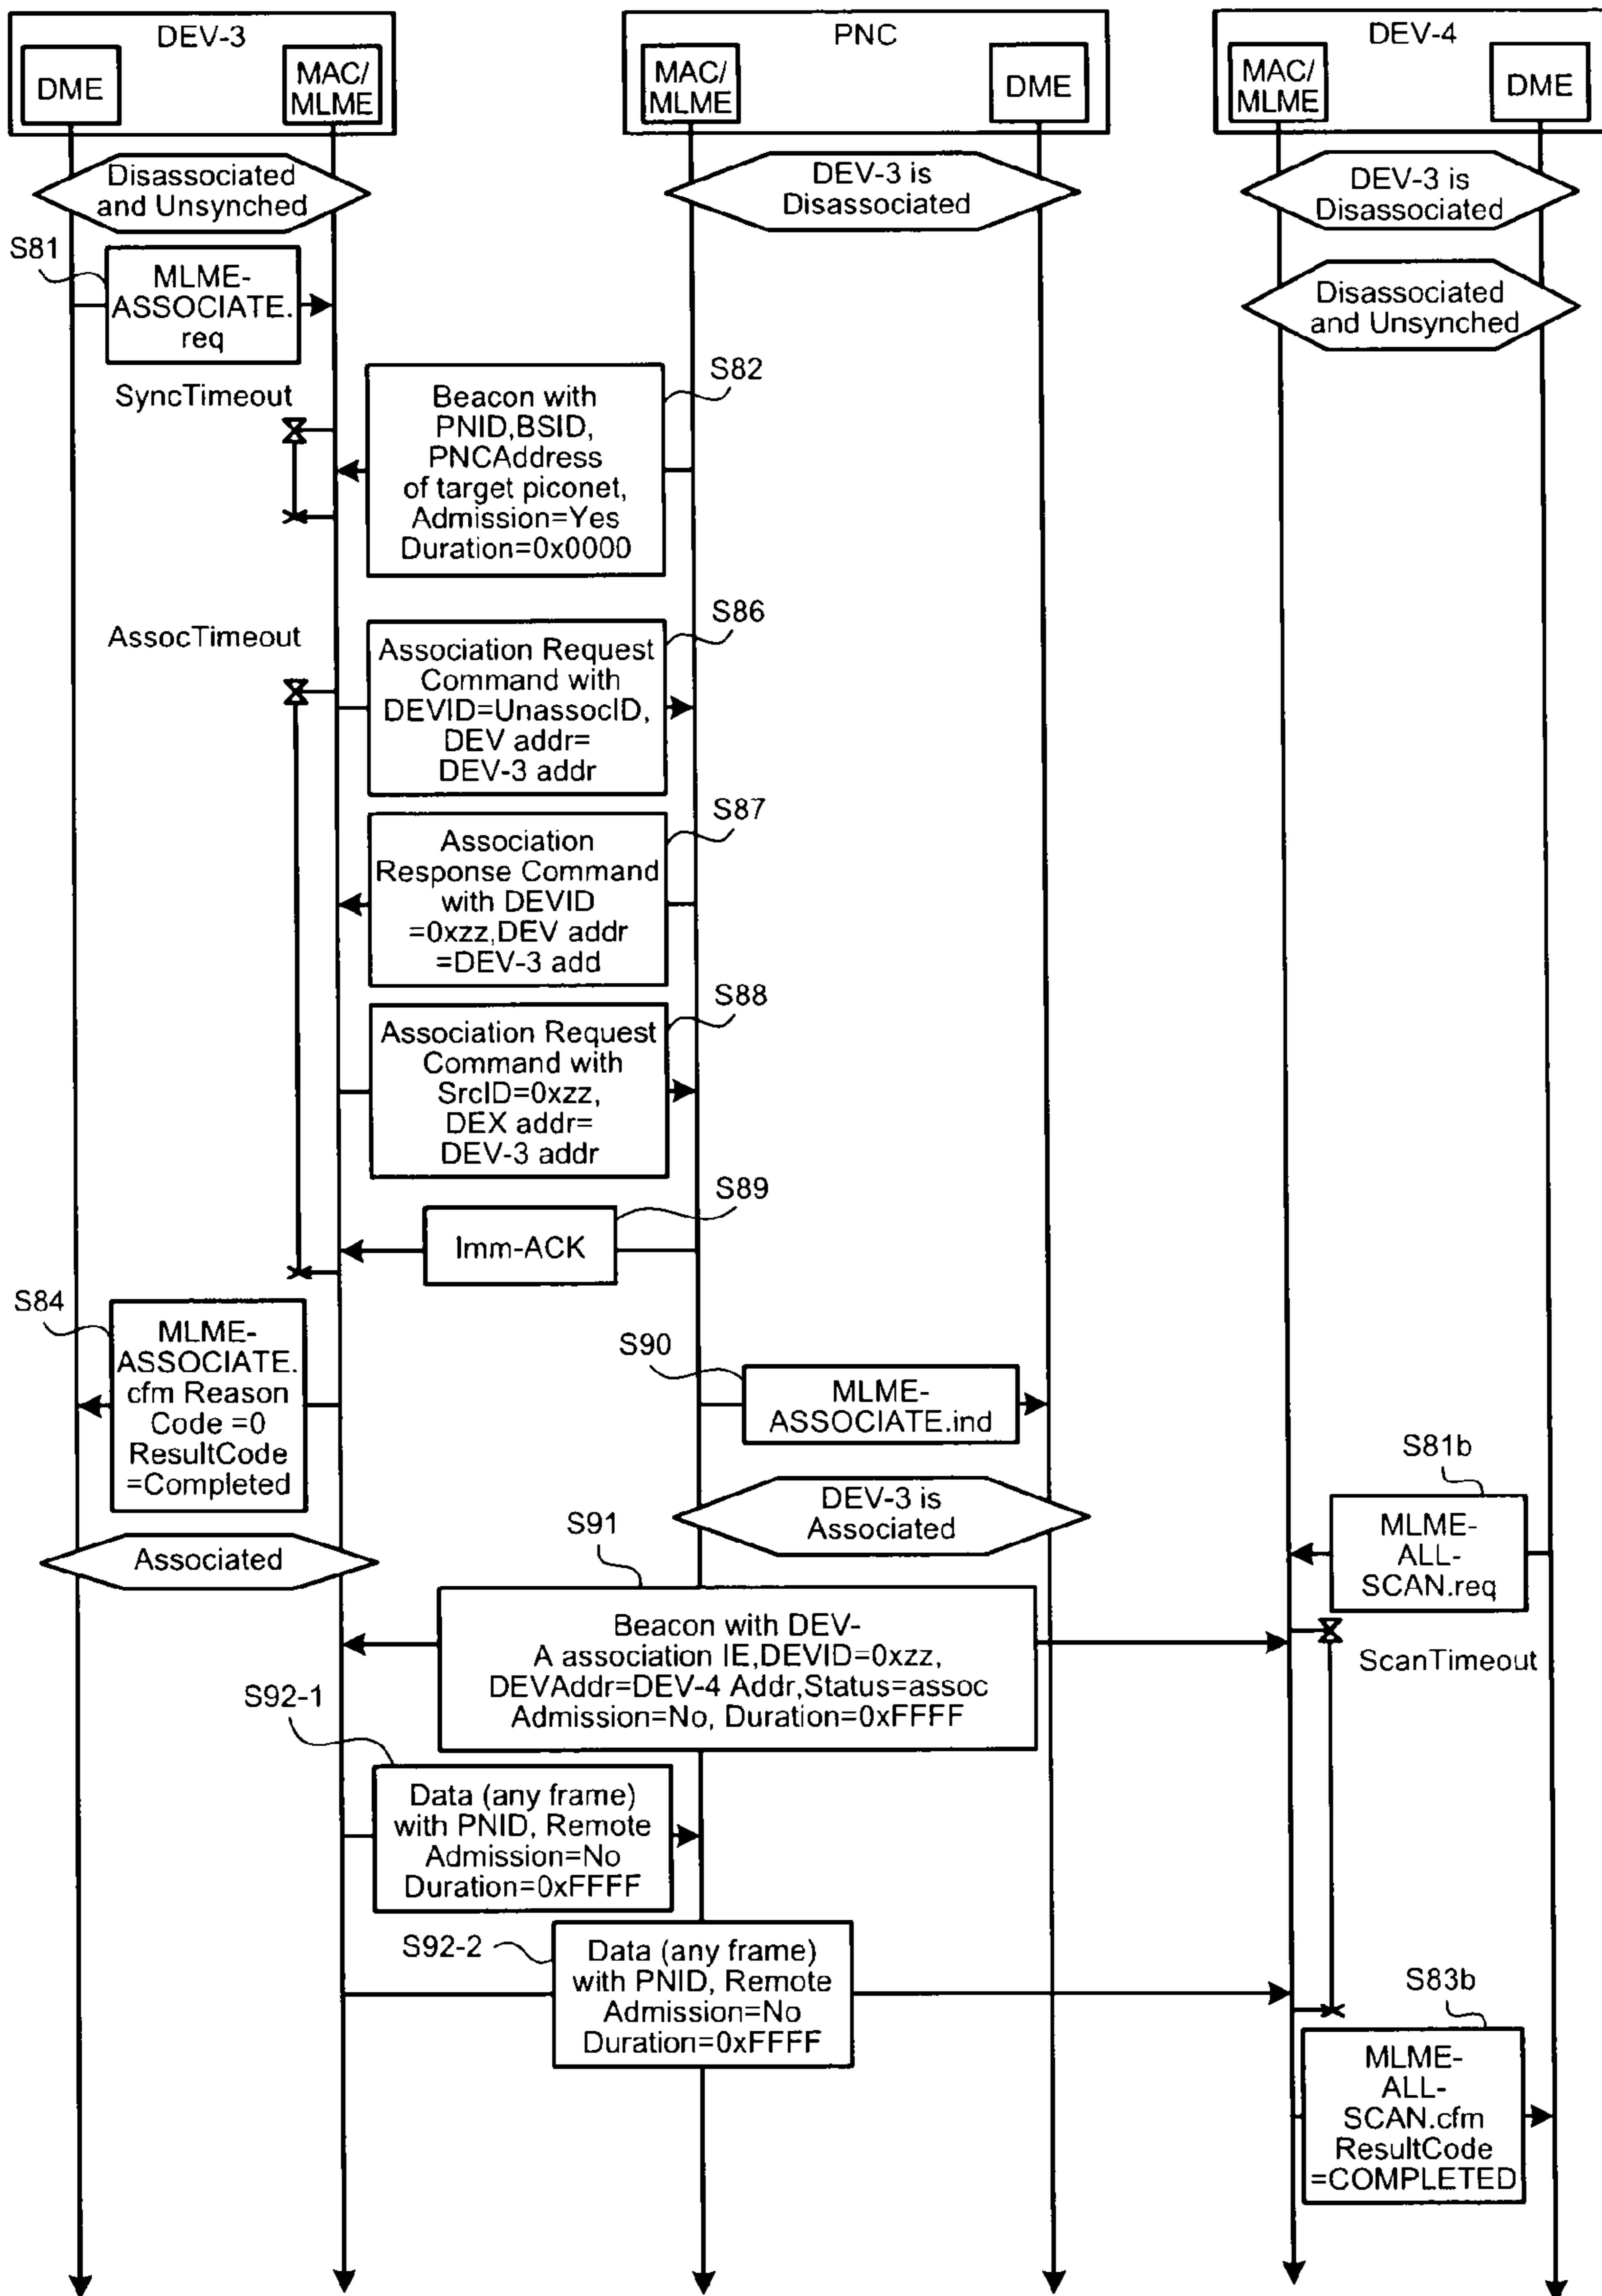 DEV-3
PNC
DEV-4
DME
MAC/
MLME
MAC/
MLME
DME
MAC/
MLME
DME
Disassociated
and Unsynched
DEV-3 is
Disassociated
DEV-3 is
Disassociated
S81
MLME-
ASSOCIATE.
req
Disassociated
and Unsynched
SyncTimeout
S82
Beacon with
PNID,BSID,
PNCAddress
of target piconet,
Admission=Yes
Duration=0x0000
AssocTimeout
S86
Association Request
Command with
DEVID=UnassocID,
DEV addr=
DEV-3 addr
S87
Association
Response Command
with DEVID
=0xzz,DEV addr
=DEV-3 add
S88
Association Request
Command with
SrcID=0xzz,
DEX addr=
DEV-3 addr
S89
Imm-ACK
S84
MLME-
ASSOCIATE.
cfm Reason
Code =0
ResultCode
=Completed
S90
MLME-
ASSOCIATE.ind
S81b
MLME-
ALL-
SCAN.req
DEV-3 is
Associated
Associated
S91
Beacon with DEV-
A association IE,DEVID=0xzz,
DEVAddr=DEV-4 Addr,Status=assoc
Admission=No, Duration=0xFFFF
ScanTimeout
S92-1
Data (any frame)
with PNID, Remote
Admission=No
Duration=0xFFFF
S92-2
Data (any frame)
with PNID, Remote
Admission=No
Duration=0xFFFF
S83b
MLME-
ALL-
SCAN.cfm
ResultCode
=COMPLETED